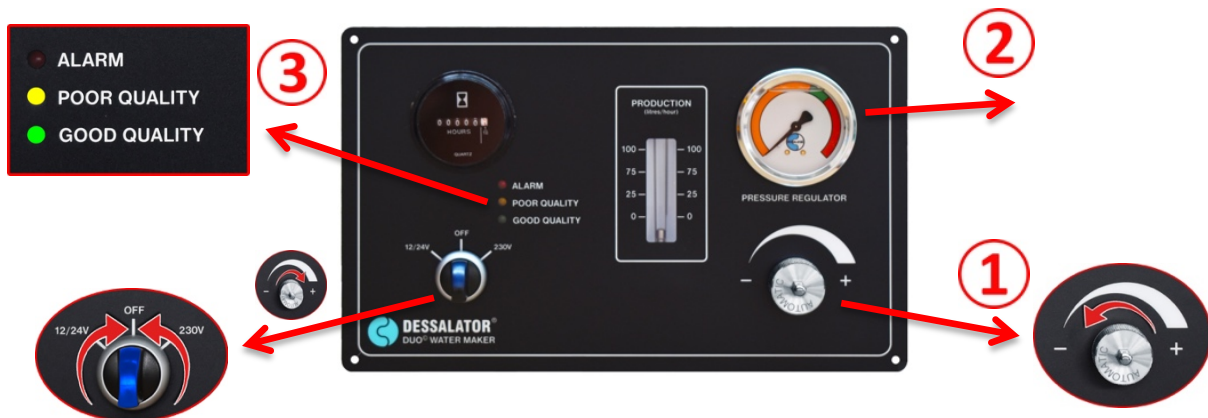 ALARM
POOR QUALITY
GOOD QUALITY
3
HOURS
QUARTZ
ALARM
POOR QUALITY
GOOD QUALITY
PRODUCTION
(litres/hour)
100 100
75 75
25 25
0 0
2
PRESSURE REGULATOR
OFF
12/24V 230V
- +
AUTOMATIC
DESSALATOR®
DUO© WATER MAKER
- +
OFF
12/24V 230V
1
- +
AUTOMATIC